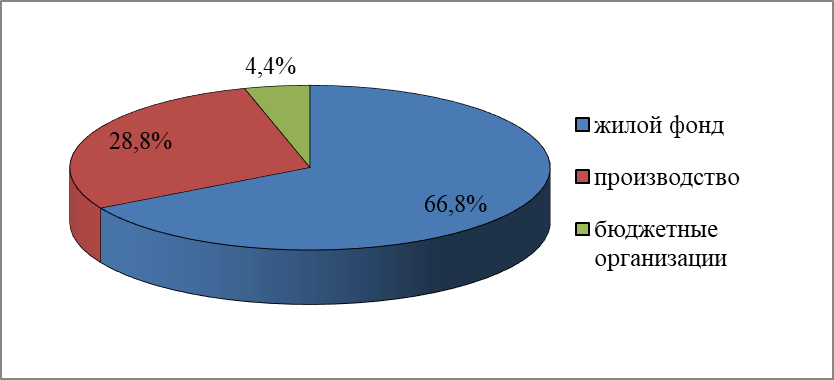 4,4%
28,8%
66,8%
жилой фонд
производство
бюджетные
организации